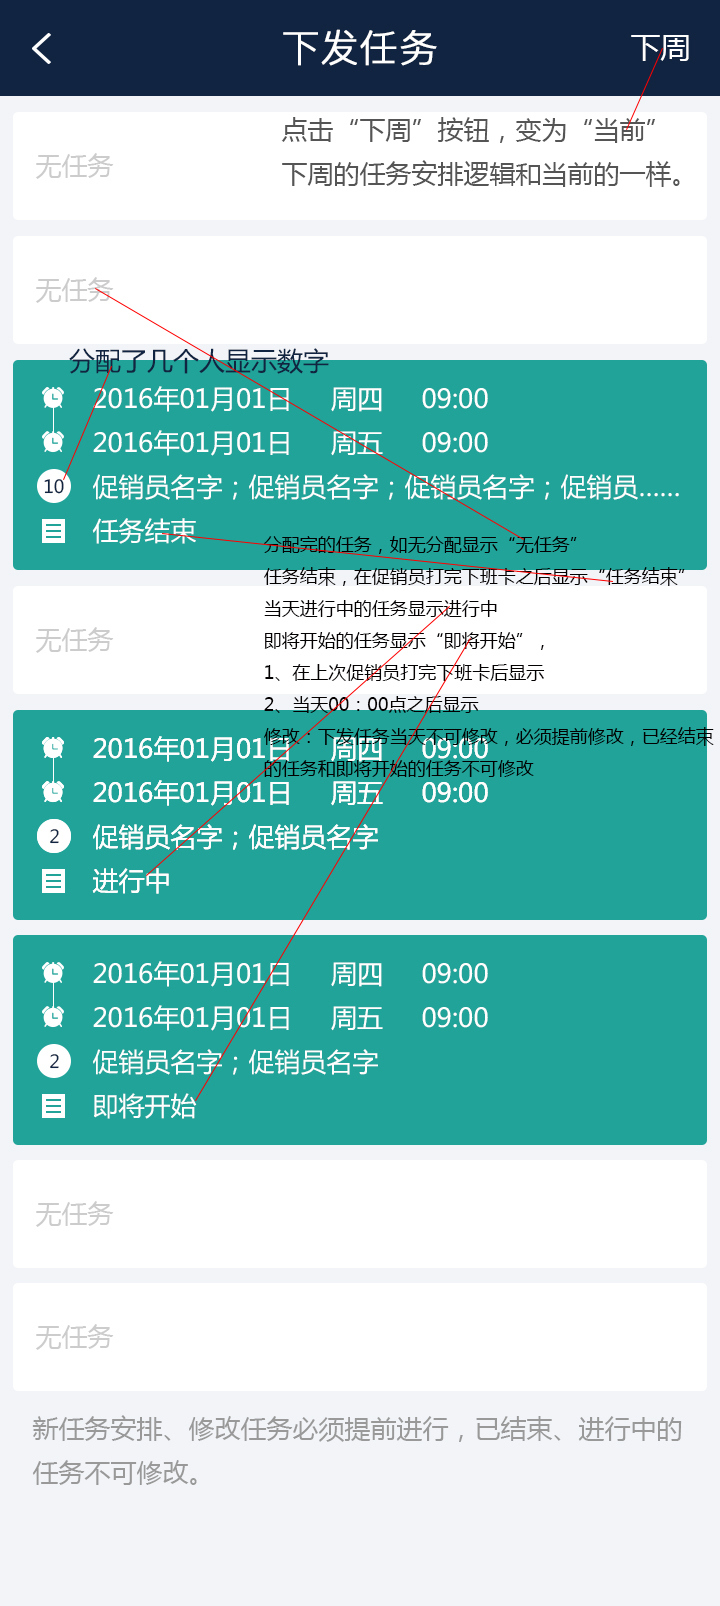 下发任务
下周
点击“下周”按钮，变为“当前”
下周的任务安排逻辑和当前的一样。
无任务
无任务
分配了几个人显示数字
2016年01月01日 周四 09:00
2016年01月01日 周五 09:00
10 促销员名字；促销员名字；促销员名字；促销员......
任务结束
分配完的任务，如无分配显示“无任务”
任务结束，在促销员打完下班卡之后显示“任务结束”
当天进行中的任务显示进行中
无任务
即将开始的任务显示“即将开始”，
1、在上次促销员打完下班卡后显示
2、当天00：00点之后显示
修改：下发任务当天不可修改，必须提前修改，已经结束
的任务和即将开始的任务不可修改
2016年01月01日 周四 09:00
2016年01月01日 周五 09:00
2 促销员名字；促销员名字
进行中
2016年01月01日 周四 09:00
2016年01月01日 周五 09:00
2 促销员名字；促销员名字
即将开始
无任务
无任务
新任务安排、修改任务必须提前进行，已结束、进行中的
任务不可修改。